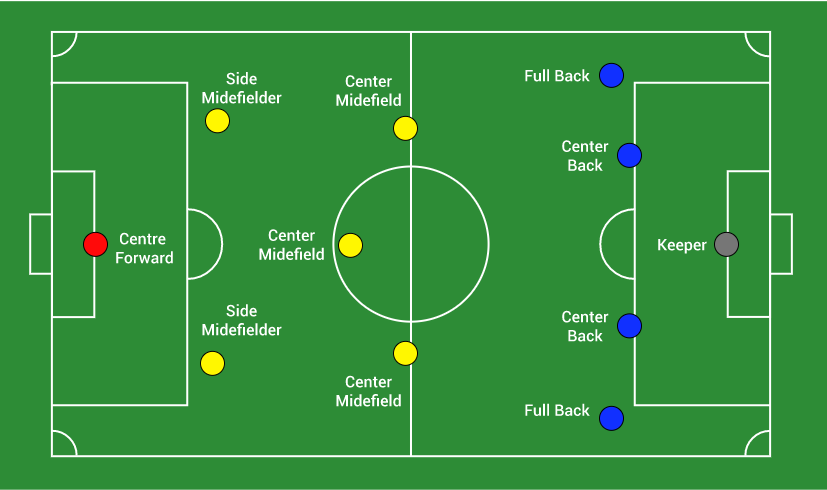 Side
Midefielder
Center
Midefield
Full Back
Center
Back
Centre
Forward
Center
Midefield
Keeper
Side
Midefielder
Center
Back
Center
Midefield
Full Back